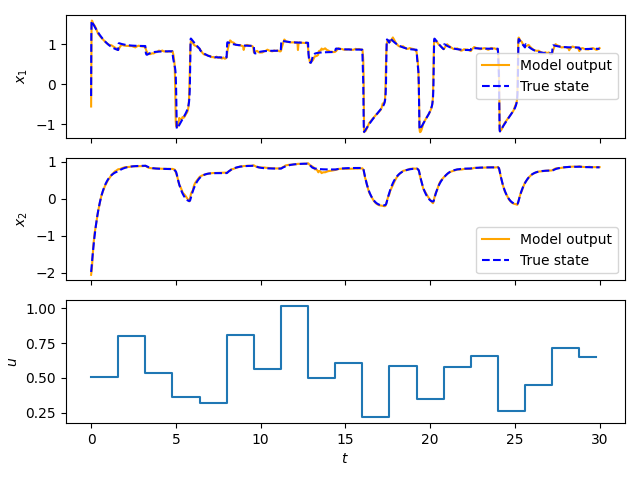 1
0
−1
x₁
Model output
True state
1
0
−1
−2
x₂
Model output
True state
1.00
0.75
0.50
0.25
u
0 5 10 15 20 25 30
t